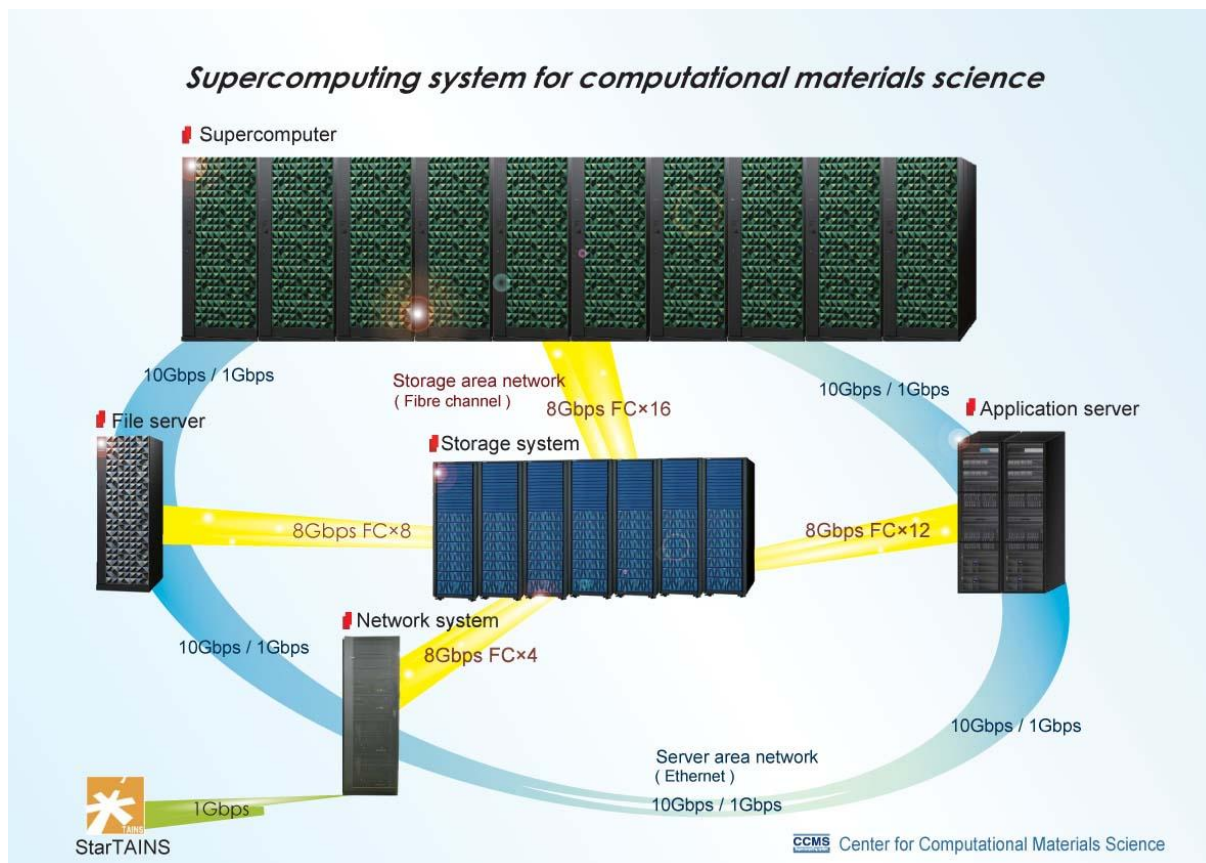 Supercomputing system for computational materials science
Supercomputer
10Gbps / 1Gbps
Storage area network
( Fibre channel )
8Gbps FC×16
10Gbps / 1Gbps
File server
Storage system
Application server
8Gbps FC×8
8Gbps FC×12
Network system
10Gbps / 1Gbps
8Gbps FC×4
10Gbps / 1Gbps
Server area network
( Ethernet )
10Gbps / 1Gbps
1Gbps
TAINS
StarTAINS
CCMS Center for Computational Materials Science